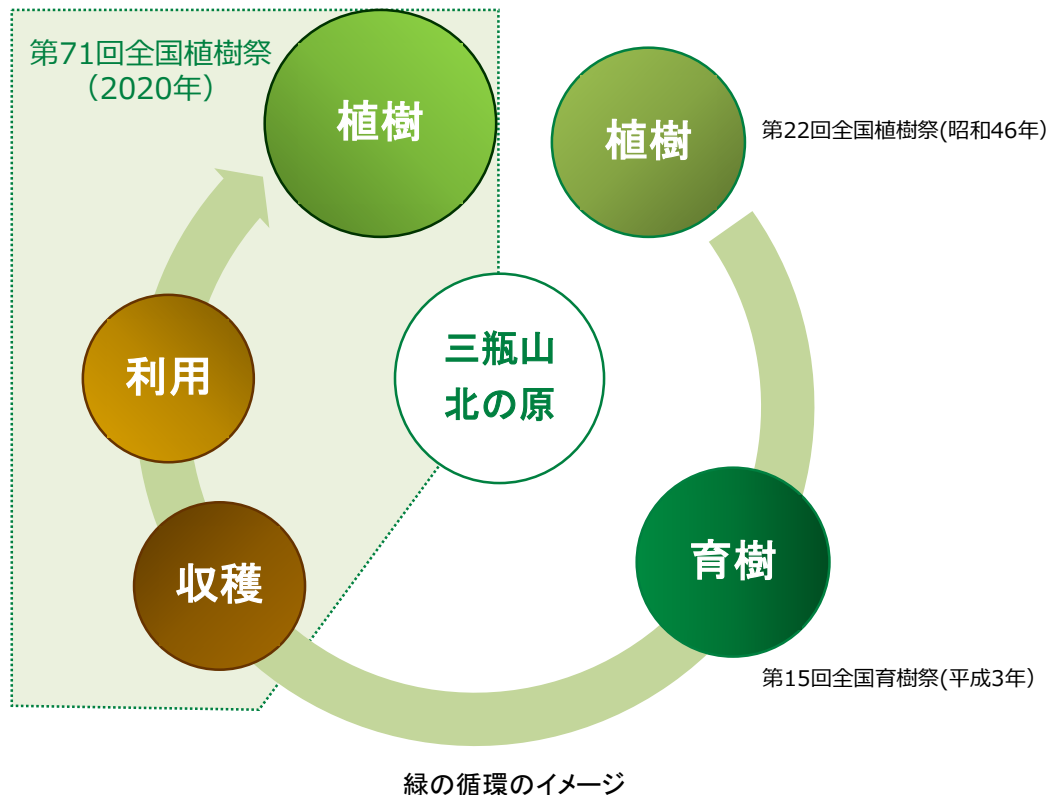 第71回全国植樹祭
（2020年）
植樹
植樹
第22回全国植樹祭(昭和46年)
三瓶山
北の原
利用
収穫
育樹
第15回全国育樹祭(平成3年）
緑の循環のイメージ